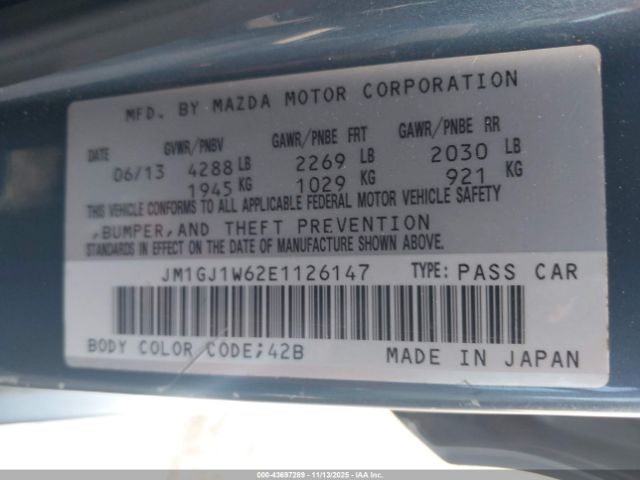 MFD. BY MAZDA MOTOR CORPORATION
DATE GVWR/PNBV GAWR/PNBE FRT GAWR/PNBE RR
06/13 4288 LB 2269 LB 2030 LB
1945 KG 1029 KG 921 KG
THIS VEHICLE CONFORMS TO ALL APPLICABLE FEDERAL MOTOR VEHICLE SAFETY
,BUMPER,AND THEFT PREVENTION
STANDARDS IN EFFECT ON THE DATE OF MANUFACTURE SHOWN ABOVE.
JM1GJ1W62E1126147 TYPE: PASS CAR
BODY COLOR CODE;42B MADE IN JAPAN
000-43697289 - 11/13/2025 - IAAI, Inc.